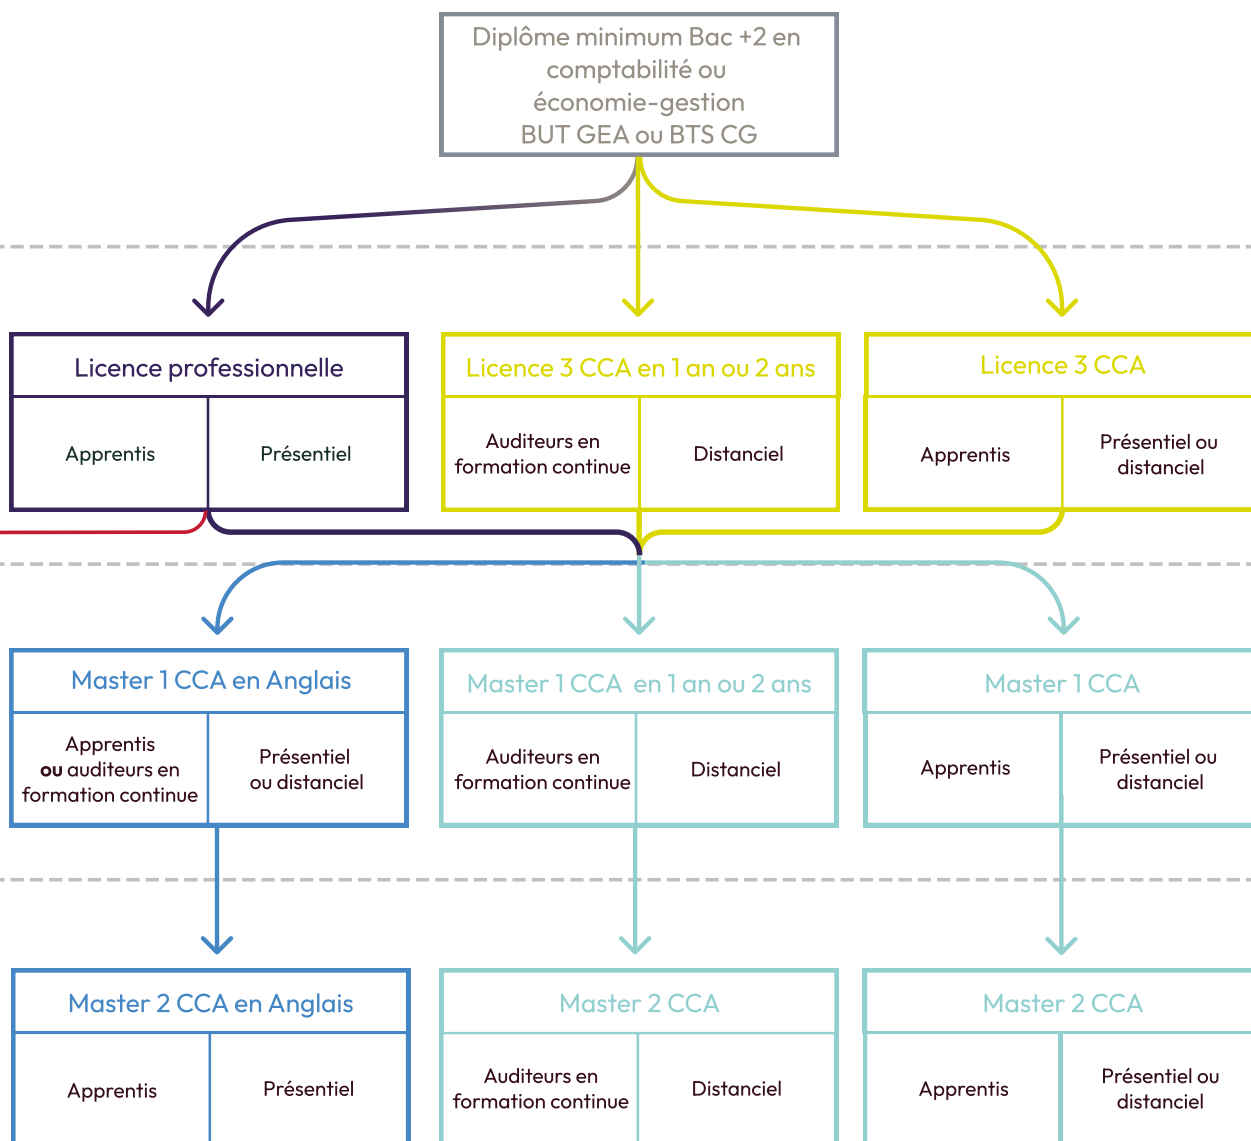 Diplôme minimum Bac +2 en
comptabilité ou
économie-gestion
BUT GEA ou BTS CG
Licence professionnelle
Apprentis
Présentiel
Licence 3 CCA en 1 an ou 2 ans
Auditeurs en
formation continue
Distanciel
Licence 3 CCA
Apprentis
Présentiel ou
distanciel
Master 1 CCA en Anglais
Apprentis
ou auditeurs en
formation continue
Présentiel
ou distanciel
Master 1 CCA en 1 an ou 2 ans
Auditeurs en
formation continue
Distanciel
Master 1 CCA
Apprentis
Présentiel ou
distanciel
Master 2 CCA en Anglais
Apprentis
Présentiel
Master 2 CCA
Auditeurs en
formation continue
Distanciel
Master 2 CCA
Apprentis
Présentiel ou
distanciel